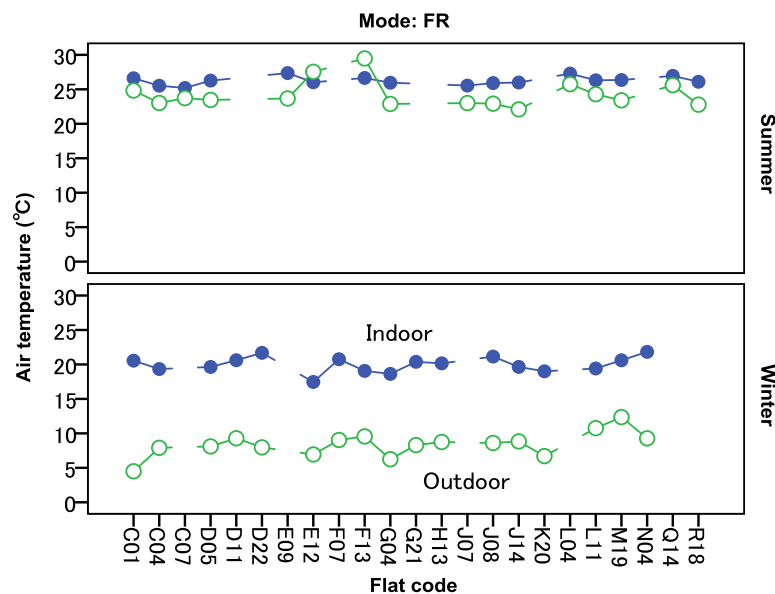 Mode: FR
30
25
20
15
10
5
0
Summer
Air temperature (℃)
30
25
20
15
10
5
0
Indoor
Outdoor
Winter
C01 C04 C07 D05 D11 D22 E09 E12 F07 F13 G04 G21 H13 J07 J08 J14 K20 L04 L11 M19 N04 Q14 R18
Flat code